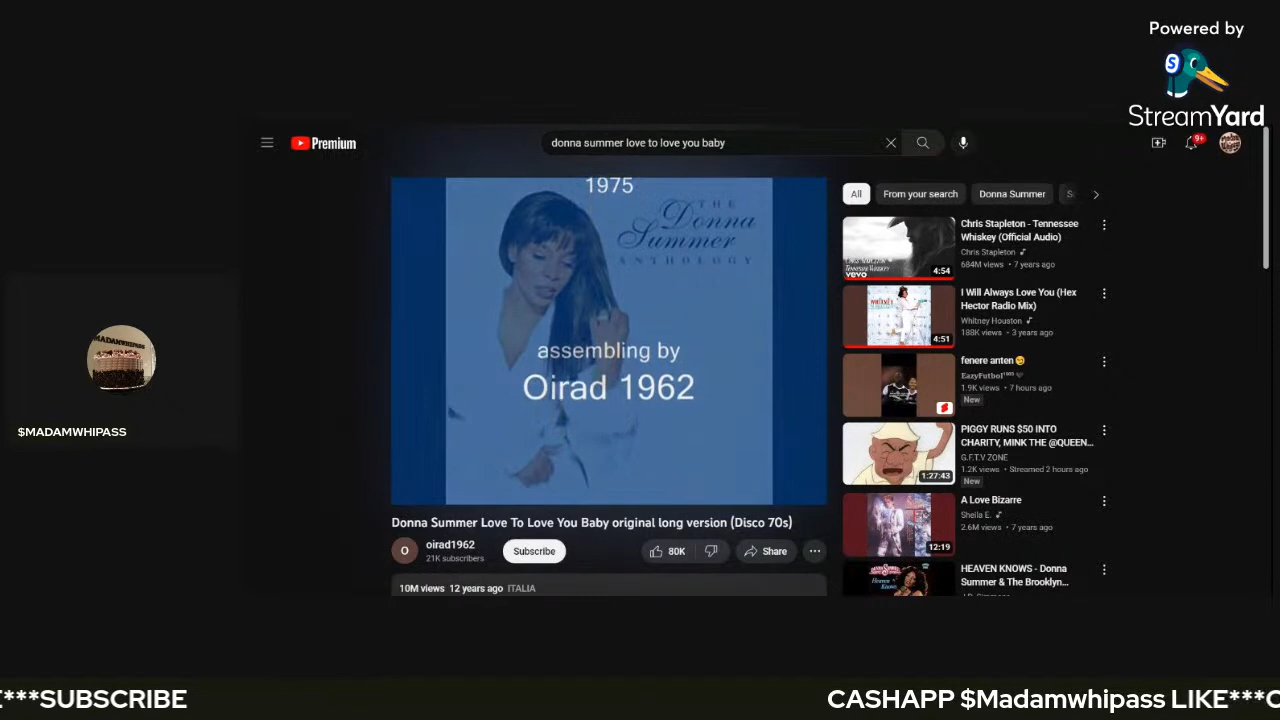 Powered by
StreamYard
Premium
donna summer love to love you baby
9+
1975
THE
Donna
Summer
ANTHOLOGY
assembling by
Oirad 1962
All
From your search
Donna Summer
Chris Stapleton - Tennessee
Whiskey (Official Audio)
Chris Stapleton
684M views • 7 years ago
4:54
vevo
I Will Always Love You (Hex
Hector Radio Mix)
Whitney Houston
188K views • 3 years ago
4:51
fenere anten
EazyFutbol
1.9K views • 7 hours ago
New
PIGGY RUNS $50 INTO
CHARITY, MINK THE @QUEEN...
G.F.T.V ZONE
1.2K views • Streamed 2 hours ago
New
1:27:43
A Love Bizarre
Sheila E.
2.6M views • 7 years ago
12:19
HEAVEN KNOWS - Donna
Summer & The Brooklyn...
MADAMWHIPASS
$MADAMWHIPASS
Donna Summer Love To Love You Baby original long version (Disco 70s)
O
oirad1962
21K subscribers
Subscribe
80K
Share
10M views 12 years ago ITALIA
E***SUBSCRIBE
CASHAPP $Madamwhipass LIKE***C